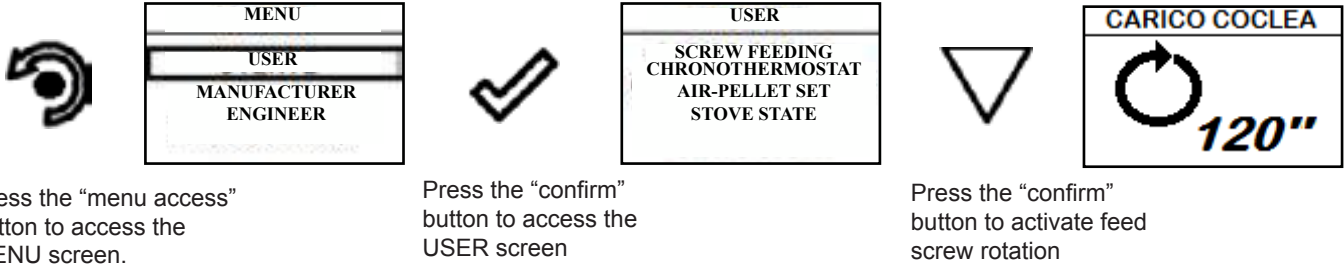 MENU
USER
MANUFACTURER
ENGINEER
USER
SCREW FEEDING
CHRONOTHERMOSTAT
AIR-PELLET SET
STOVE STATE
CARICO COCLEA
120"
ess the “menu access”
tton to access the
ENU screen.
Press the “confirm”
button to access the
USER screen
Press the “confirm”
button to activate feed
screw rotation